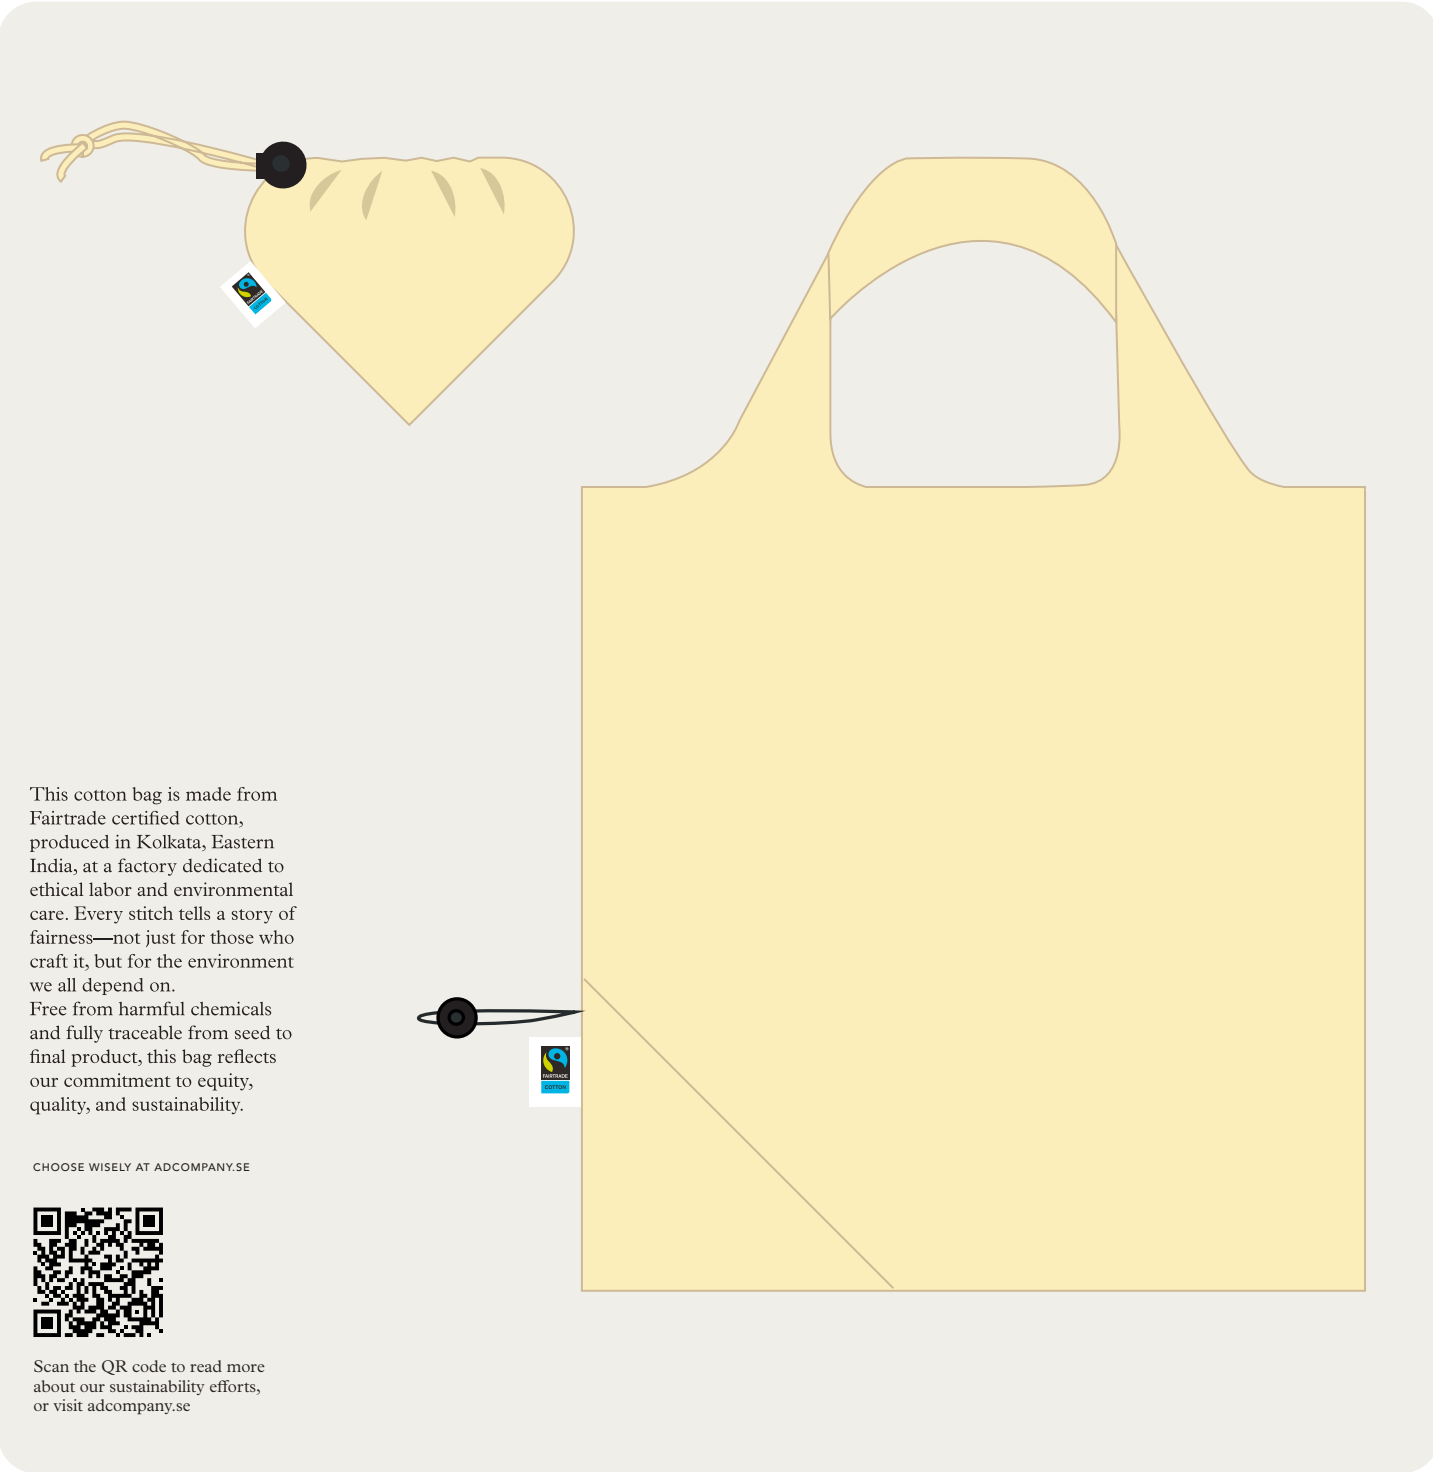 FAIRTRADE
COTTON
This cotton bag is made from
Fairtrade certified cotton,
produced in Kolkata, Eastern
India, at a factory dedicated to
ethical labor and environmental
care. Every stitch tells a story of
fairness—not just for those who
craft it, but for the environment
we all depend on.
Free from harmful chemicals
and fully traceable from seed to
final product, this bag reflects
our commitment to equity,
quality, and sustainability.
FAIRTRADE
COTTON
CHOOSE WISELY AT ADCOMPANY.SE
Scan the QR code to read more
about our sustainability efforts,
or visit adcompany.se